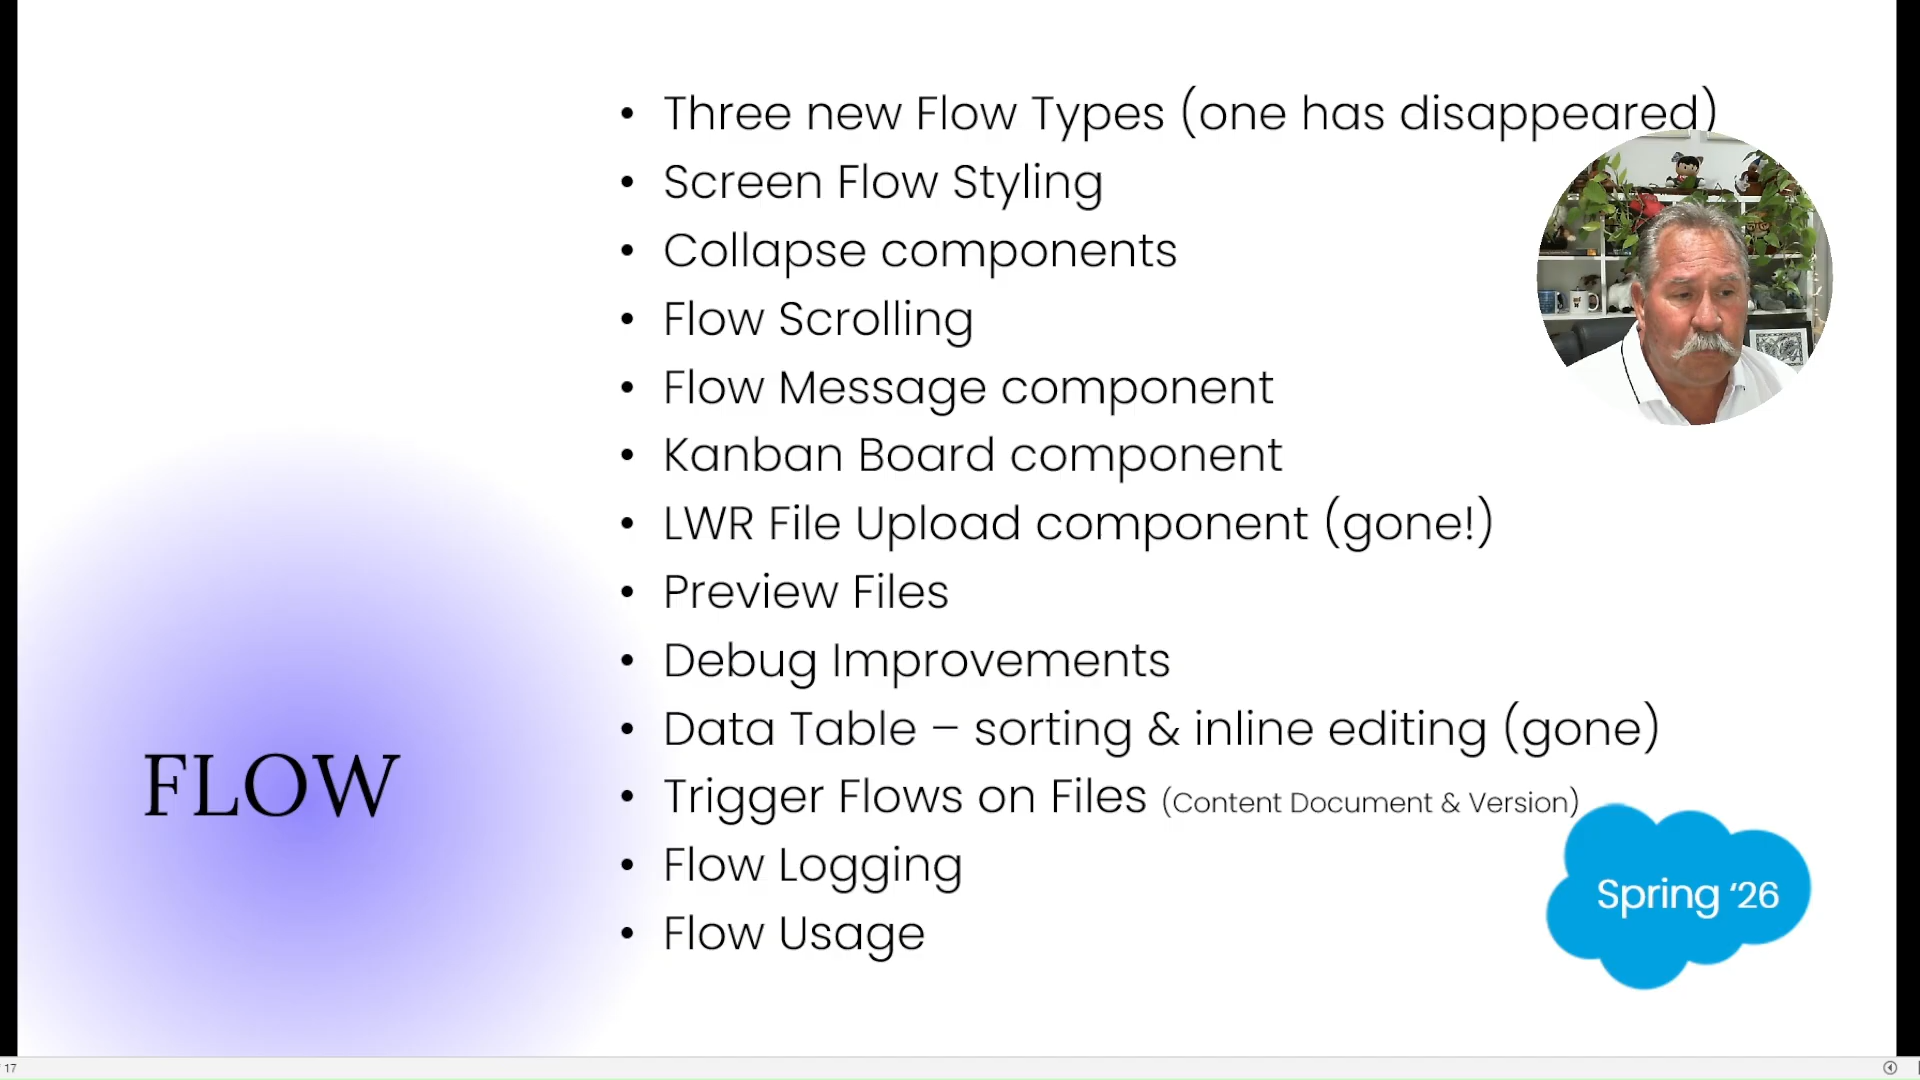 • Three new Flow Types (one has disappeared)
• Screen Flow Styling
• Collapse components
• Flow Scrolling
• Flow Message component
• Kanban Board component
• LWR File Upload component (gone!)
• Preview Files
• Debug Improvements
• Data Table – sorting & inline editing (gone)
• Trigger Flows on Files (Content Document & Version)
• Flow Logging
• Flow Usage
FLOW
Spring ‘26
17